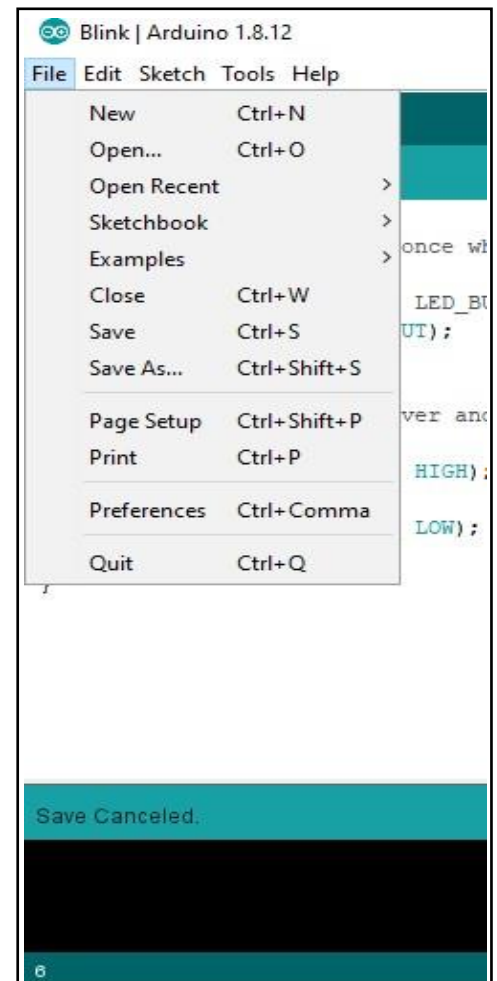 Blink | Arduino 1.8.12
File Edit Sketch Tools Help
New Ctrl+N
Open... Ctrl+O
Open Recent >
Sketchbook >
Examples >
Close Ctrl+W
Save Ctrl+S
Save As... Ctrl+Shift+S
Page Setup Ctrl+Shift+P
Print Ctrl+P
Preferences Ctrl+Comma
Quit Ctrl+Q
once
LED_BU
UT);
ver and
HIGH);
LOW);
}
Save Canceled.
6